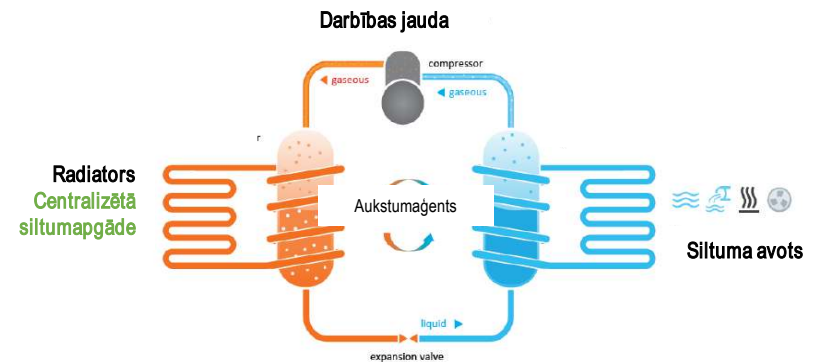 Darbības jauda
compressor
◄ gaseous
◄ gaseous
r
Radiators
Centralizētā
siltumapgāde
Aukstumaģents
Siltuma avots
liquid ►
expansion valve